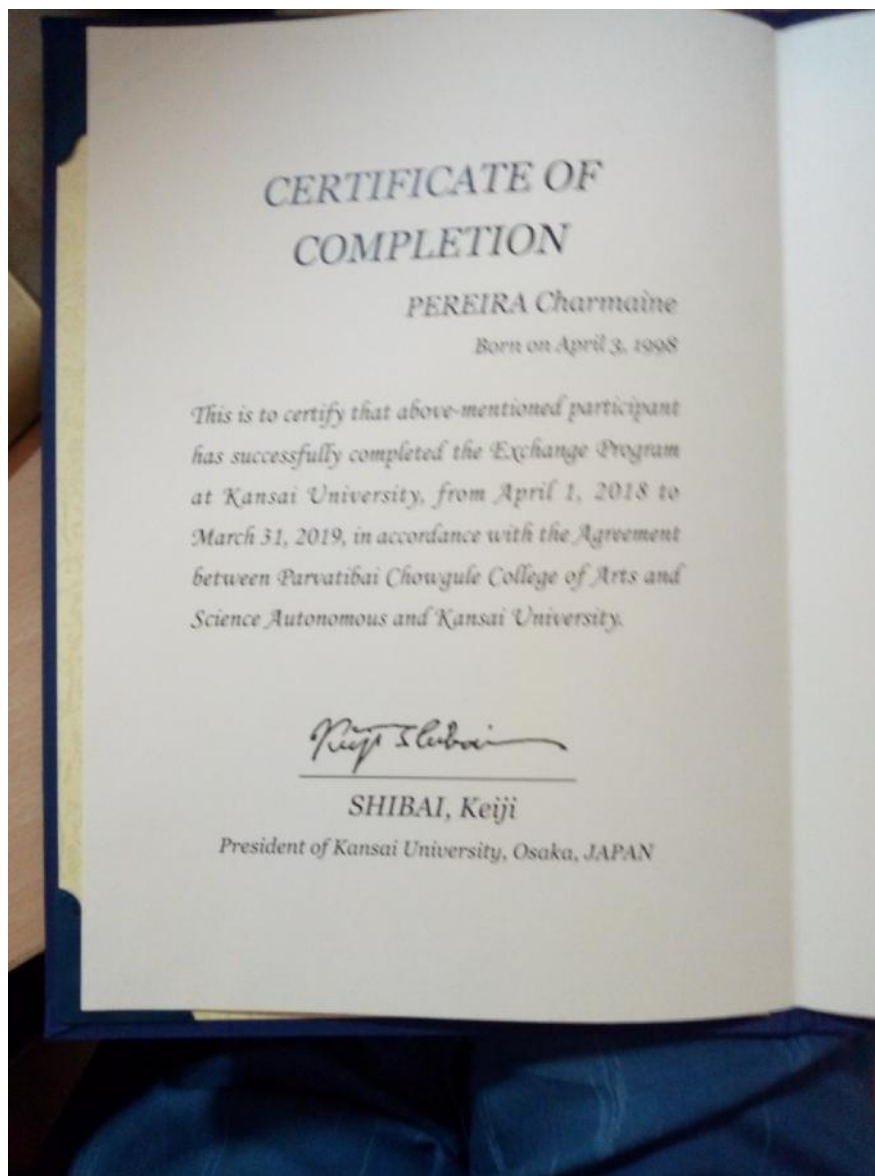 CERTIFICATE OF
COMPLETION
PEREIRA Charmaine
Born on April 3, 1998
This is to certify that above-mentioned participant
has successfully completed the Exchange Program
at Kansai University, from April 1, 2018 to
March 31, 2019, in accordance with the Agreement
between Parvatibai Chowgule College of Arts and
Science Autonomous and Kansai University.
Keiji Shibai
SHIBAI, Keiji
President of Kansai University, Osaka, JAPAN